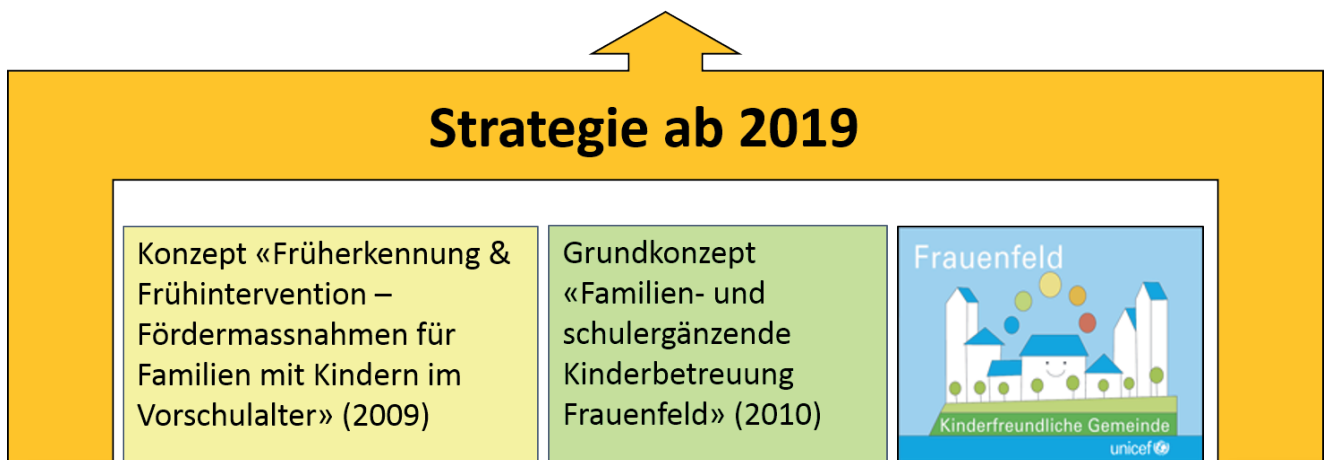 Strategie ab 2019
Konzept «Früherkennung &
Frühintervention –
Fördermassnahmen für
Familien mit Kindern im
Vorschulalter» (2009)
Grundkonzept
«Familien- und
schulergänzende
Kinderbetreuung
Frauenfeld» (2010)
Frauenfeld
Kinderfreundliche Gemeinde
unicef